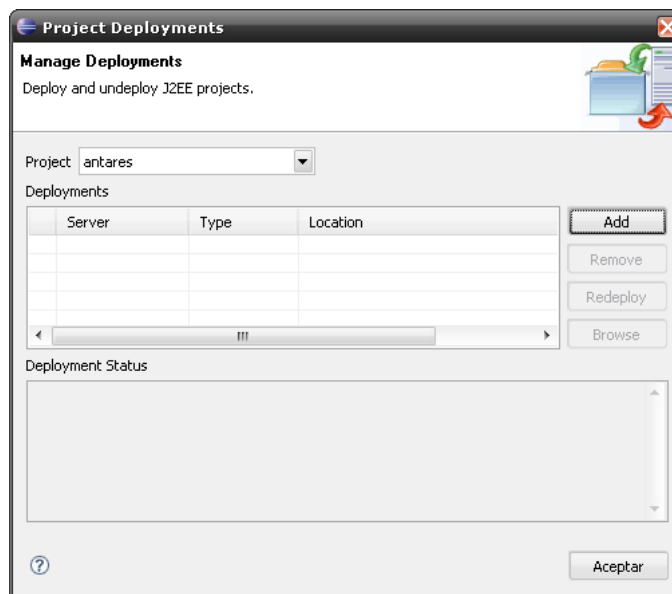 Project Deployments
Manage Deployments
Deploy and undeploy J2EE projects.
Project antares
Deployments
Server Type Location
Add
Remove
Redeploy
Browse
Deployment Status
?
Aceptar